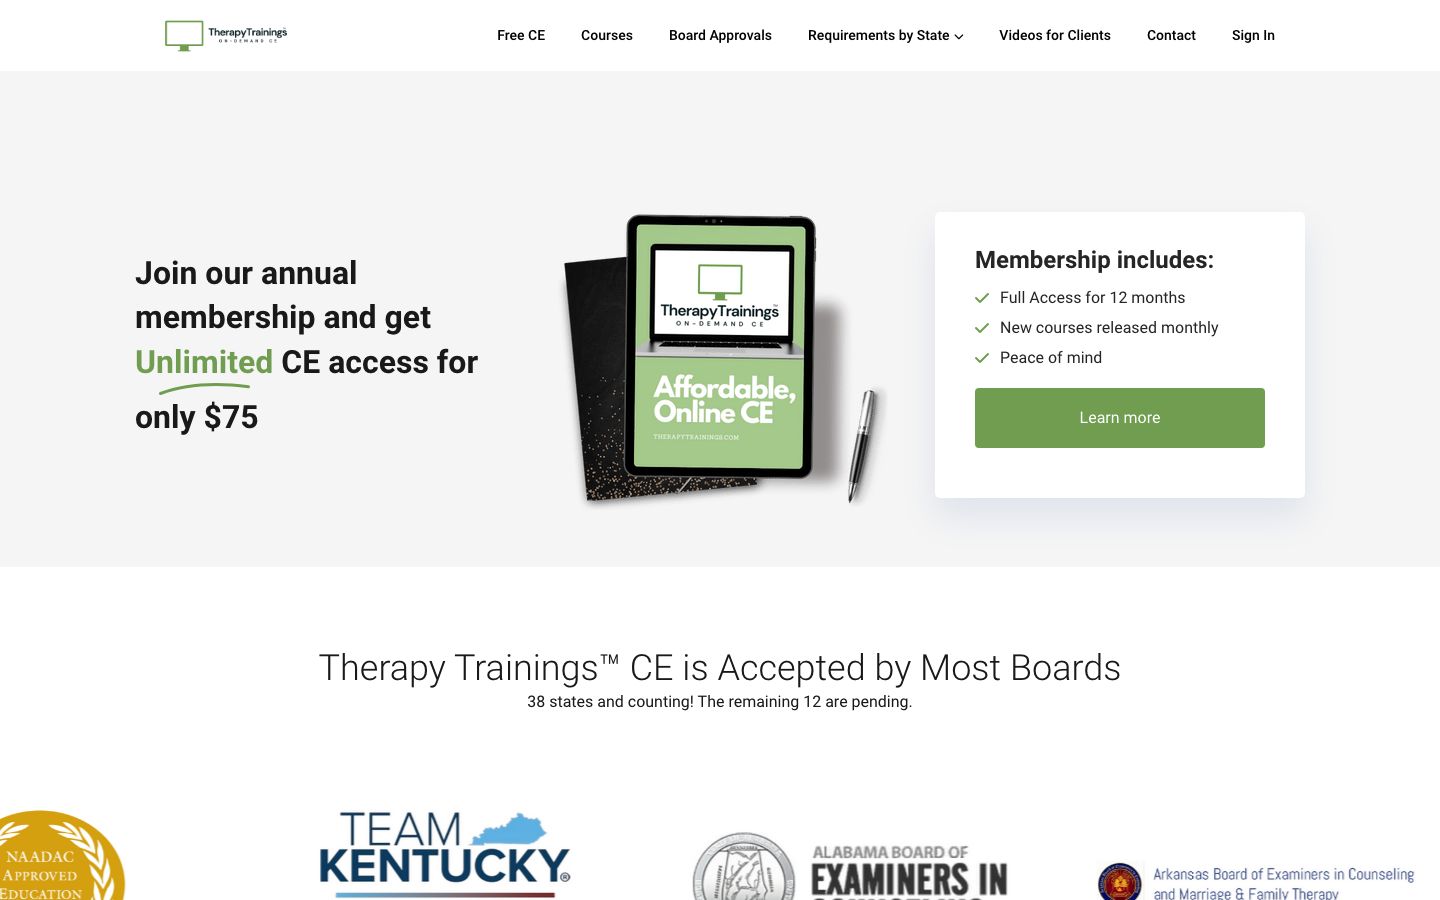 TherapyTrainings
ON-DEMAND CE
Free CE
Courses
Board Approvals
Requirements by State
Videos for Clients
Contact
Sign In
Join our annual
membership and get
Unlimited CE access for
only $75
TherapyTrainings™
ON-DEMAND CE
Affordable,
Online CE
THERAPYTRAININGS.COM
Membership includes:
Full Access for 12 months
New courses released monthly
Peace of mind
Learn more
Therapy Trainings™ CE is Accepted by Most Boards
38 states and counting! The remaining 12 are pending.
NAADAC
APPROVED
EDUCATION
TEAM
KENTUCKY®
ALABAMA BOARD OF
EXAMINERS IN
Arkansas Board of Examiners in Counseling
and Marriage & Family Therapy